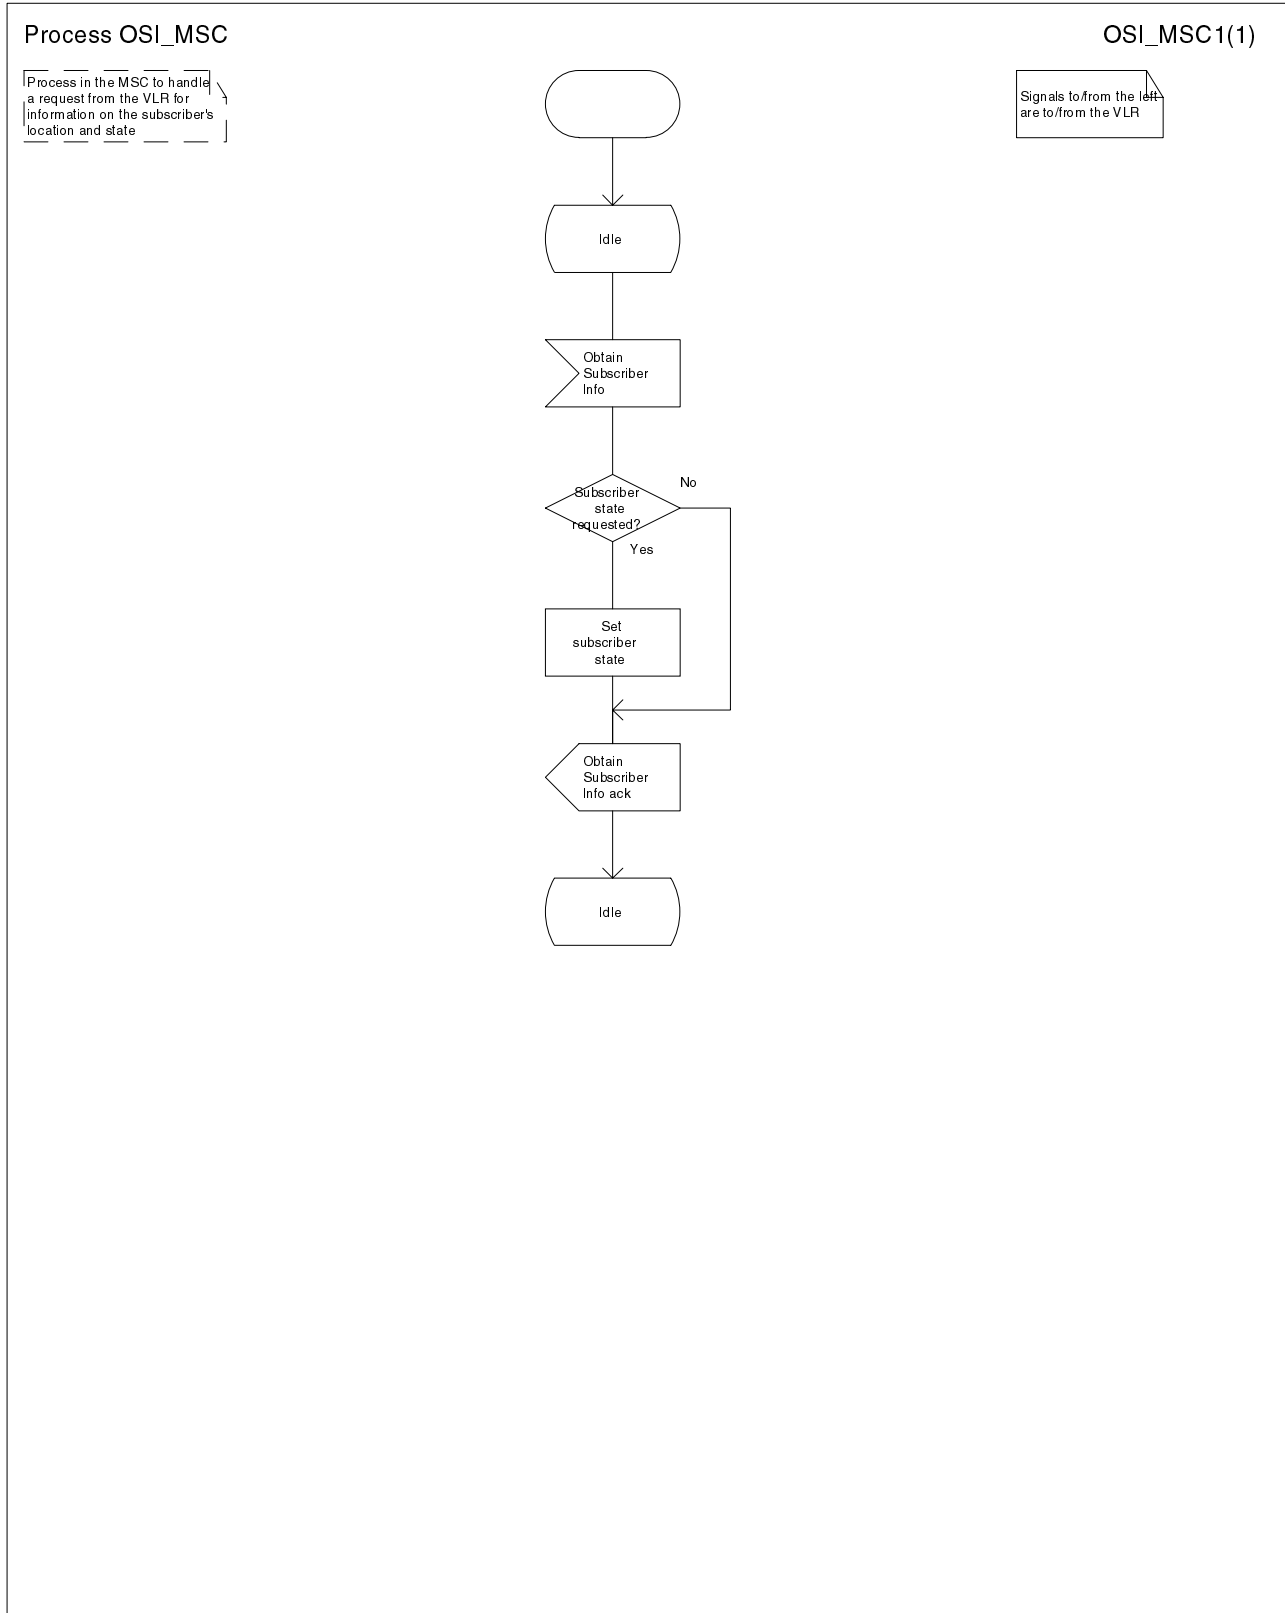 Process OSI_MSC
OSI_MSC1(1)
Process in the MSC to handle
a request from the VLR for
information on the subscriber's
location and state
Signals to/from the left
are to/from the VLR
Idle
Obtain
Subscriber
Info
Subscriber
state
requested?
No
Yes
Set
subscriber
state
Obtain
Subscriber
Info ack
Idle